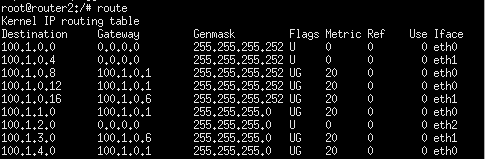 root@router2:/# route
Kernel IP routing table
Destination Gateway Genmask Flags Metric Ref Use Iface
100.1.0.0 0.0.0.0 255.255.255.252 U 0 0 0 eth0
100.1.0.4 0.0.0.0 255.255.255.252 U 0 0 0 eth1
100.1.0.8 100.1.0.1 255.255.255.252 UG 20 0 0 eth0
100.1.0.12 100.1.0.1 255.255.255.252 UG 20 0 0 eth0
100.1.0.16 100.1.0.6 255.255.255.252 UG 20 0 0 eth1
100.1.1.0 100.1.0.1 255.255.255.0 UG 20 0 0 eth0
100.1.2.0 0.0.0.0 255.255.255.0 U 0 0 0 eth2
100.1.3.0 100.1.0.6 255.255.255.0 UG 20 0 0 eth1
100.1.4.0 100.1.0.1 255.255.255.0 UG 20 0 0 eth0